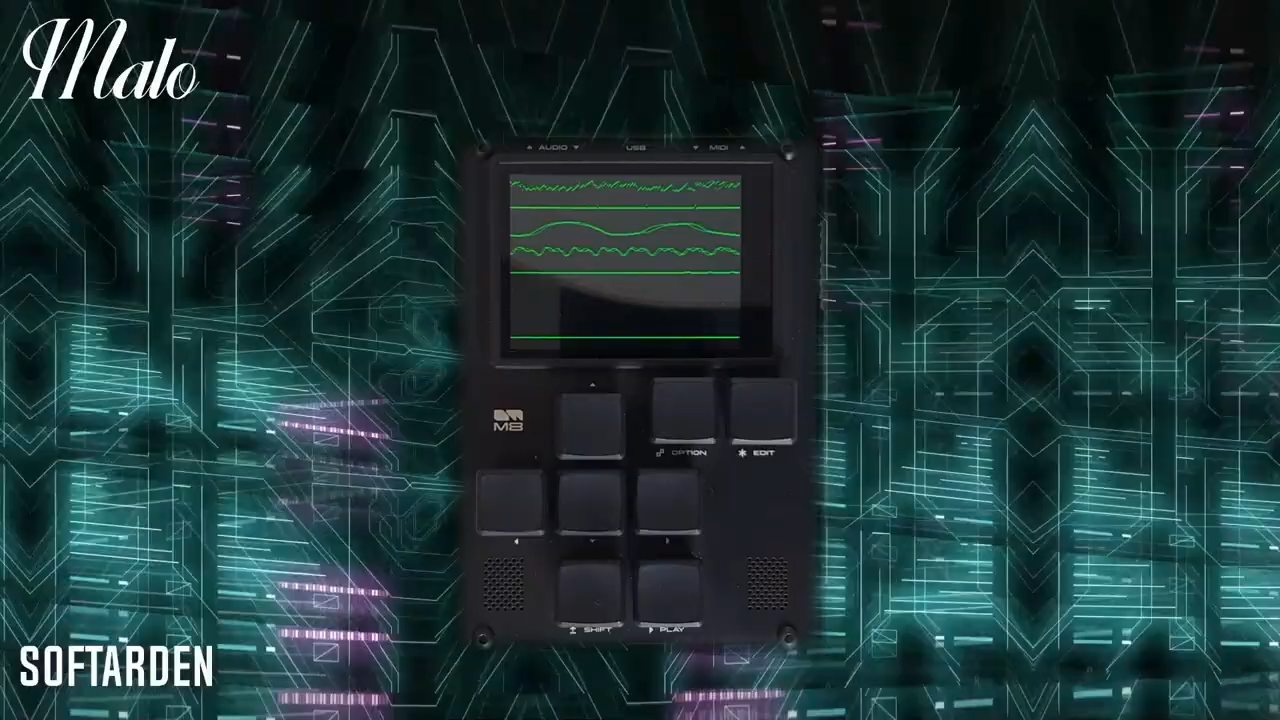 Malo
AUDIO USB MIDI
M8
OPTION EDIT
SHIFT PLAY
SOFTARDEN